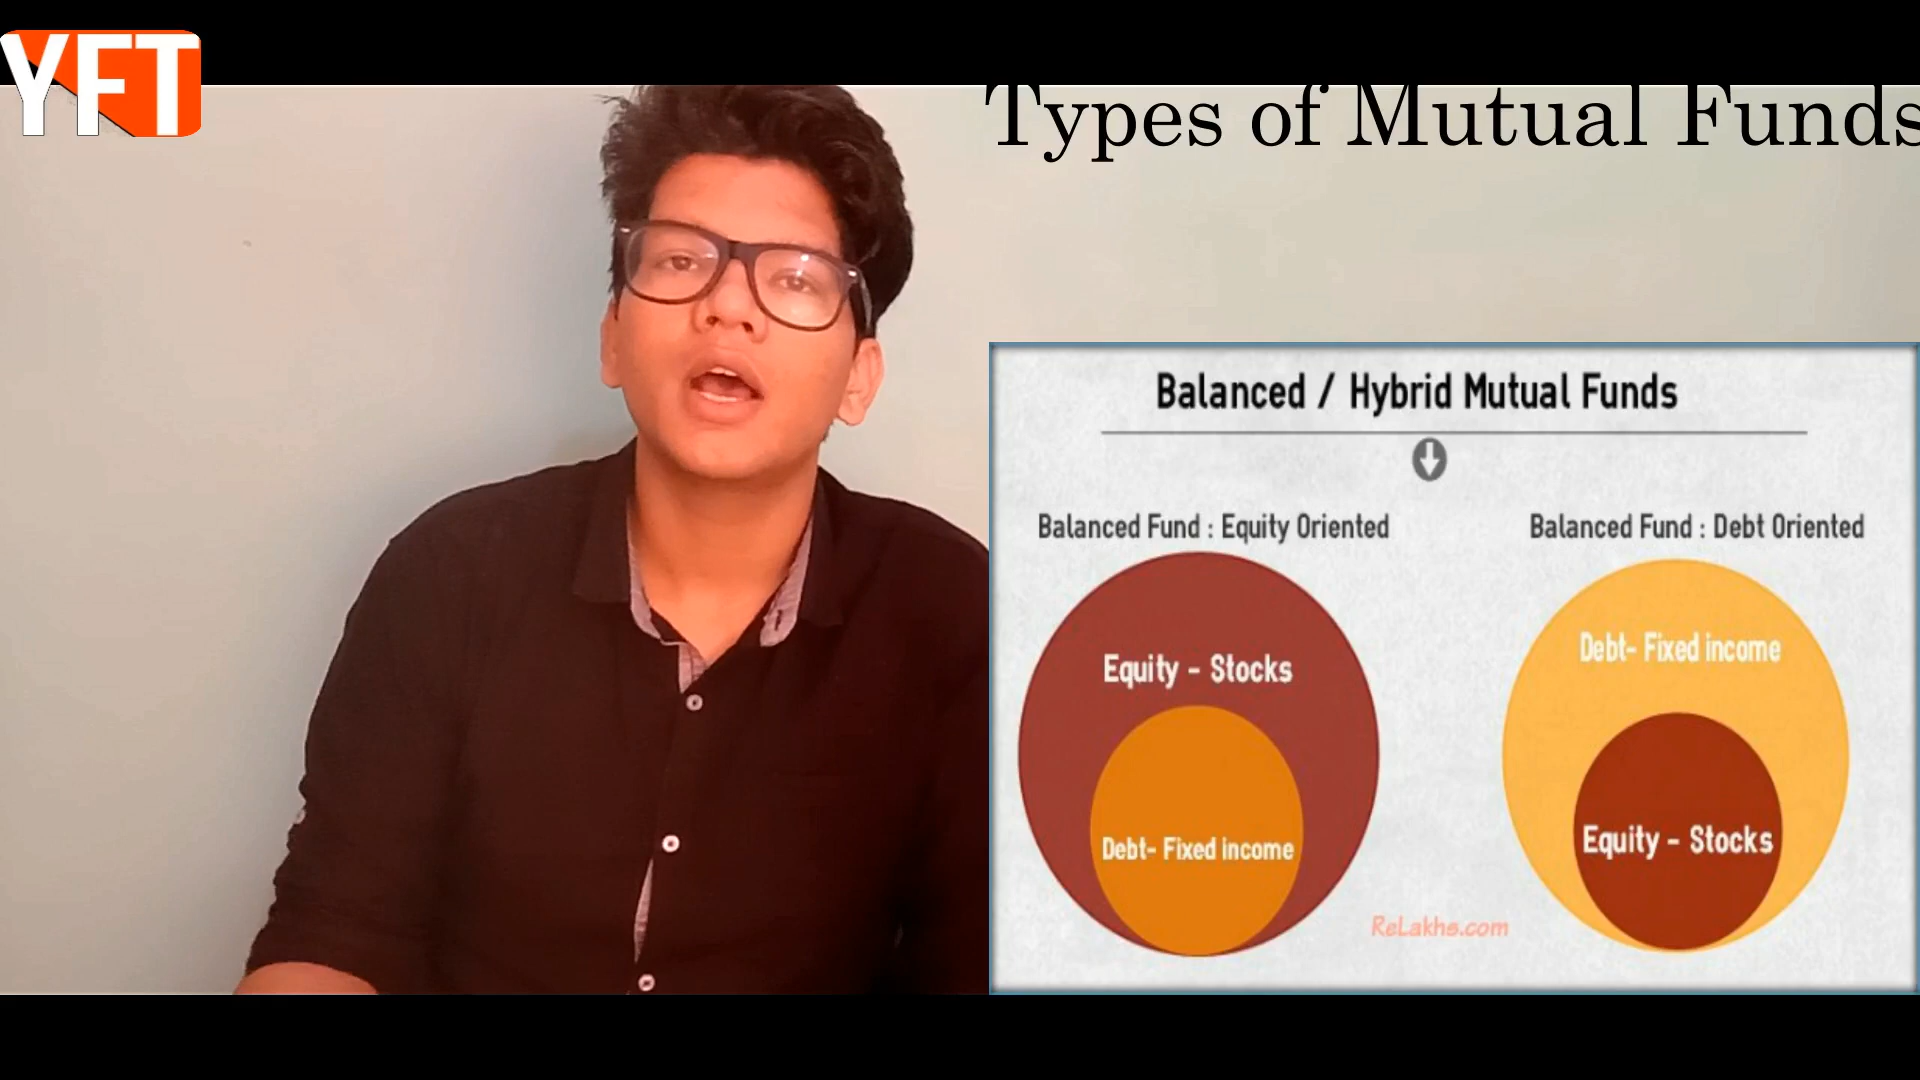 YFT
Types of Mutual Funds
Balanced / Hybrid Mutual Funds
Balanced Fund : Equity Oriented
Balanced Fund : Debt Oriented
Equity - Stocks
Debt- Fixed income
Debt- Fixed income
Equity - Stocks
ReLakhs.com